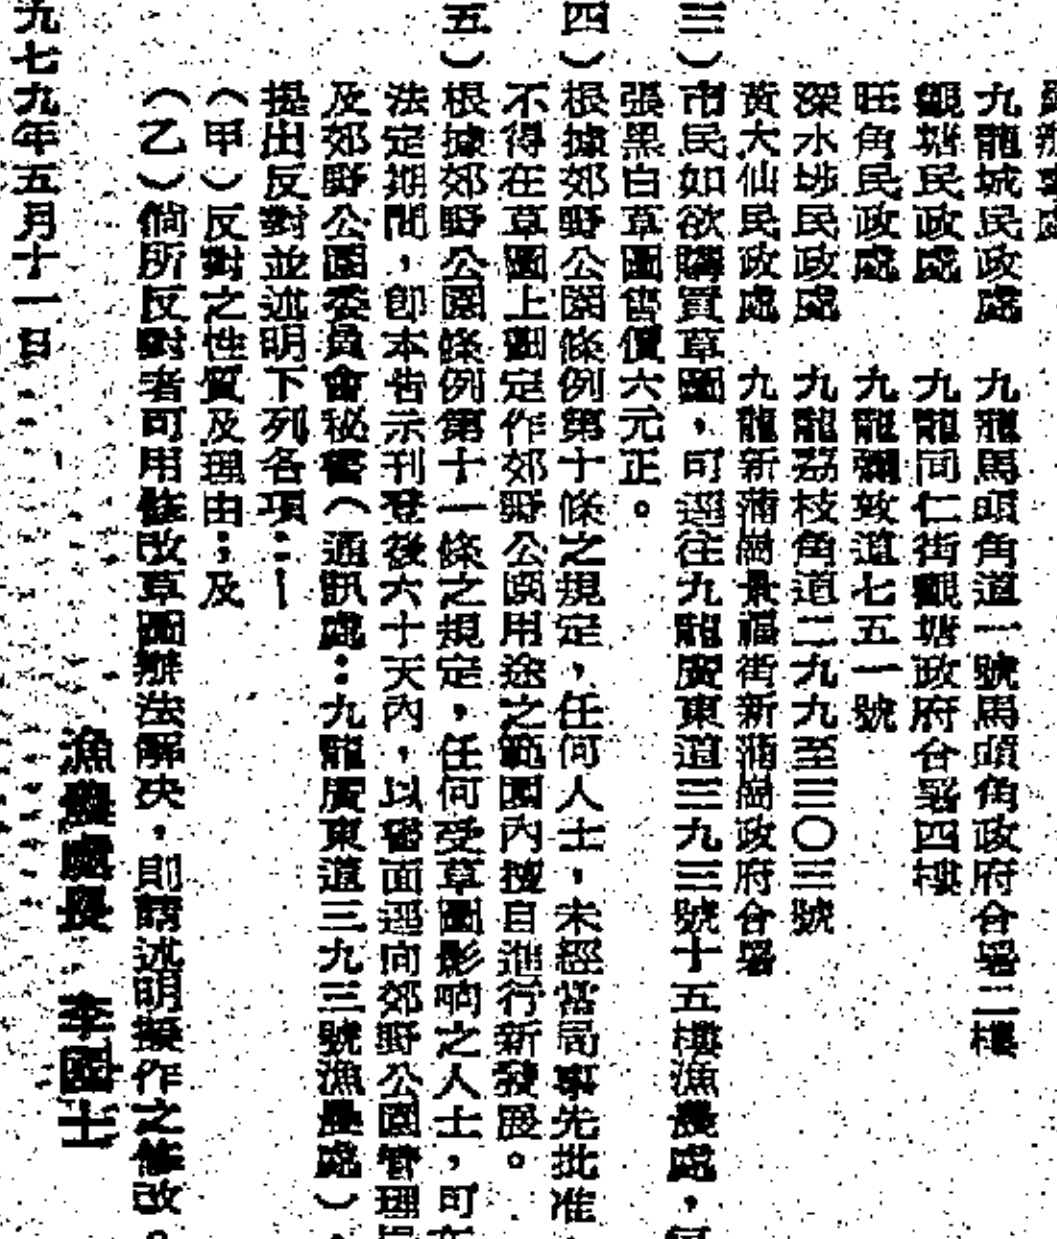 九龍城民政處　九龍馬頭角道一號馬頭角政府合署二樓
觀塘民政處　九龍同仁街觀塘政府合署四樓
旺角民政處　九龍彌敦道七五一號
深水埗民政處　九龍荔枝角道二九九至三〇三號
黃大仙民政處　九龍新蒲崗景福街新蒲崗政府合署
三）市民如欲購買草圖，可逕往九龍廣東道三九三號十五樓漁農處，每
張黑白草圖售價六元正。
四）根據郊野公園條例第十條之規定，任何人士，未經當局事先批准，
不得在草圖上劃定作郊野公園用途之範圍內擅自進行新發展。
五）根據郊野公園條例第十一條之規定，任何受草圖影响之人士，可在
法定期間，卽本告示刊登後六十天內，以書面逕向郊野公園管理局
及郊野公園委員會秘書（通訊處：九龍廣東道三九三號漁農處），
提出反對並述明下列各項：—
（甲）反對之性質及理由；及
（乙）倘所反對者可用修改草圖辦法解決，則請述明擬作之修改。
漁農處長　李國士
九七九年五月十一日